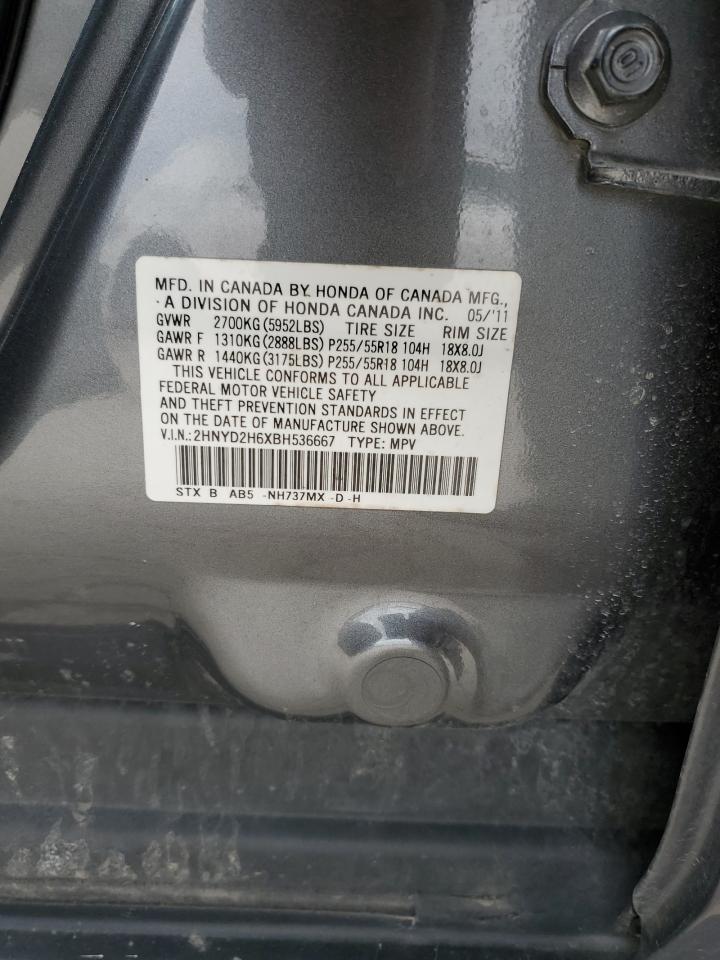 MFD. IN CANADA BY HONDA OF CANADA MFG.,
A DIVISION OF HONDA CANADA INC. 05/'11
GVWR 2700KG(5952LBS) TIRE SIZE RIM SIZE
GAWR F 1310KG(2888LBS) P255/55R18 104H 18X8.0J
GAWR R 1440KG(3175LBS) P255/55R18 104H 18X8.0J
THIS VEHICLE CONFORMS TO ALL APPLICABLE
FEDERAL MOTOR VEHICLE SAFETY
AND THEFT PREVENTION STANDARDS IN EFFECT
ON THE DATE OF MANUFACTURE SHOWN ABOVE.
V.I.N.:2HNYD2H6XBH536667 TYPE: MPV
STX B AB5 -NH737MX -D -H